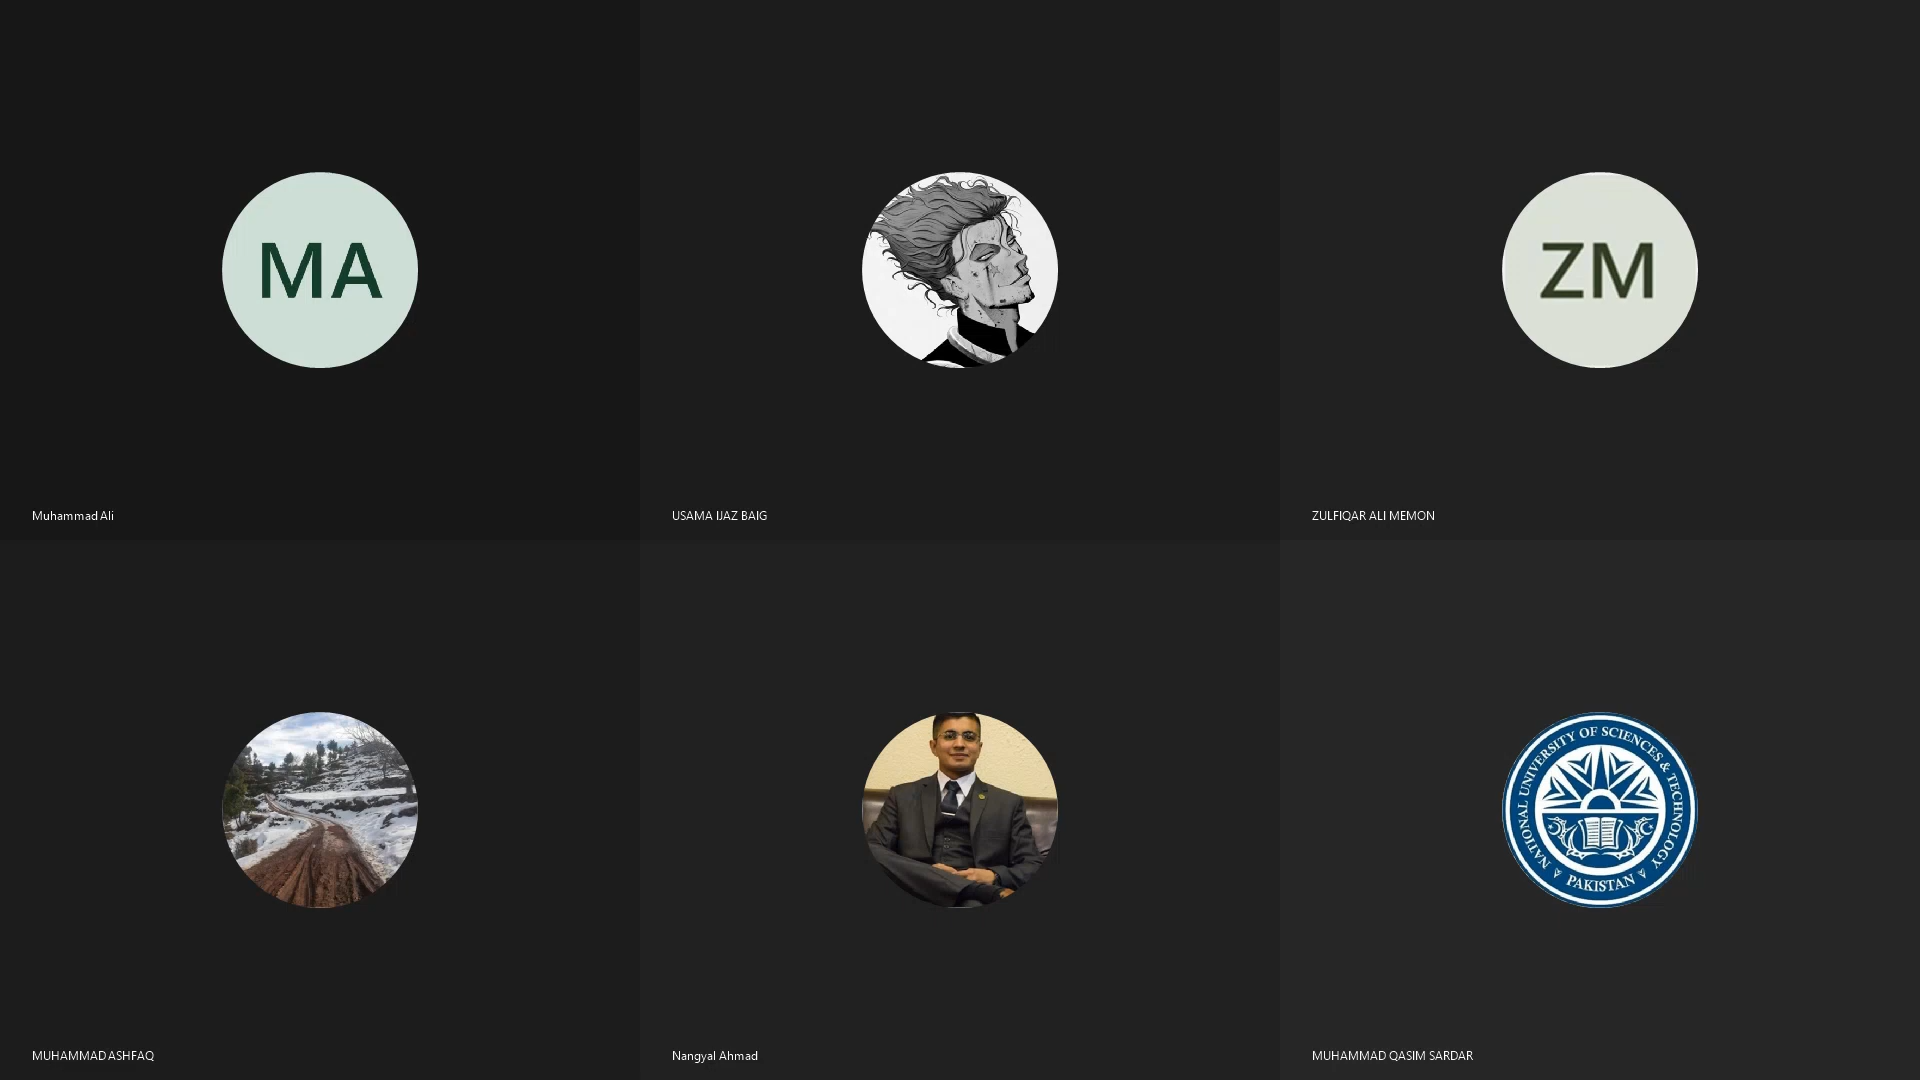 MA
ZM
Muhammad Ali
USAMA IJAZ BAIG
ZULFIQAR ALI MEMON
NATIONAL UNIVERSITY OF SCIENCES & TECHNOLOGY
PAKISTAN
MUHAMMAD ASHFAQ
Nangyal Ahmad
MUHAMMAD QASIM SARDAR